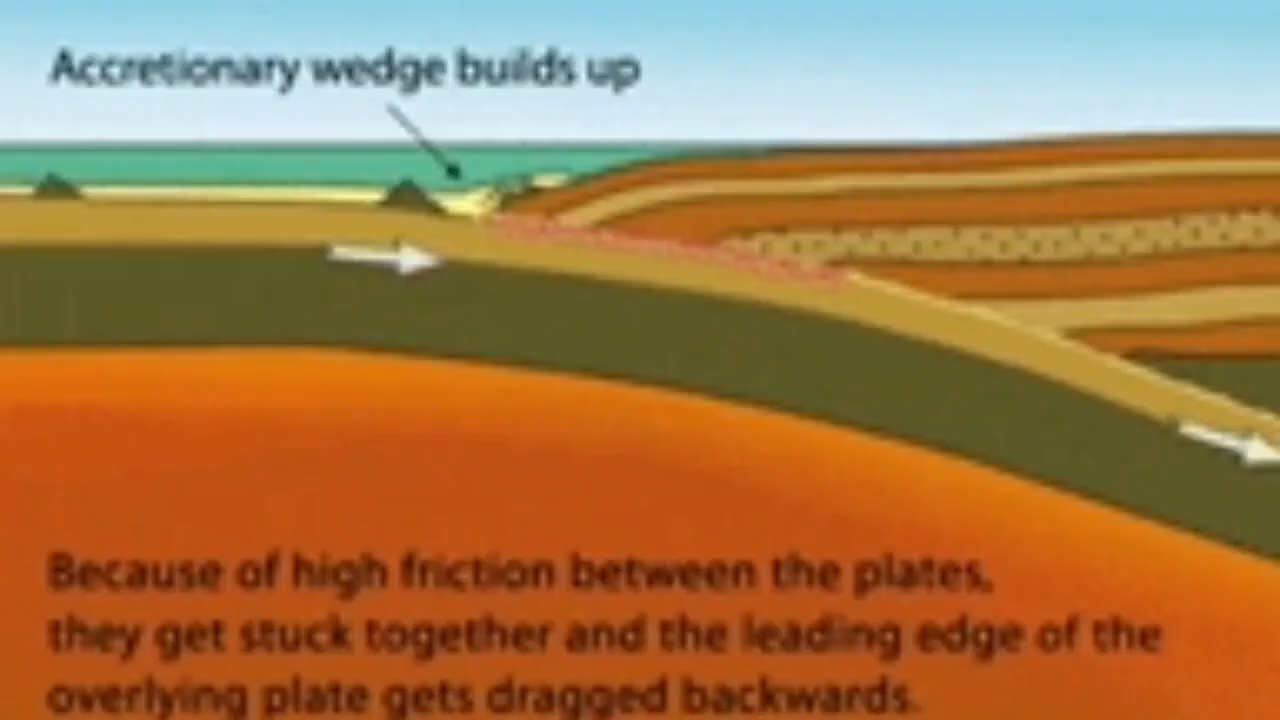 Accretionary wedge builds up
Because of high friction between the plates,
they get stuck together and the leading edge of the
overlying plate gets dragged backwards.